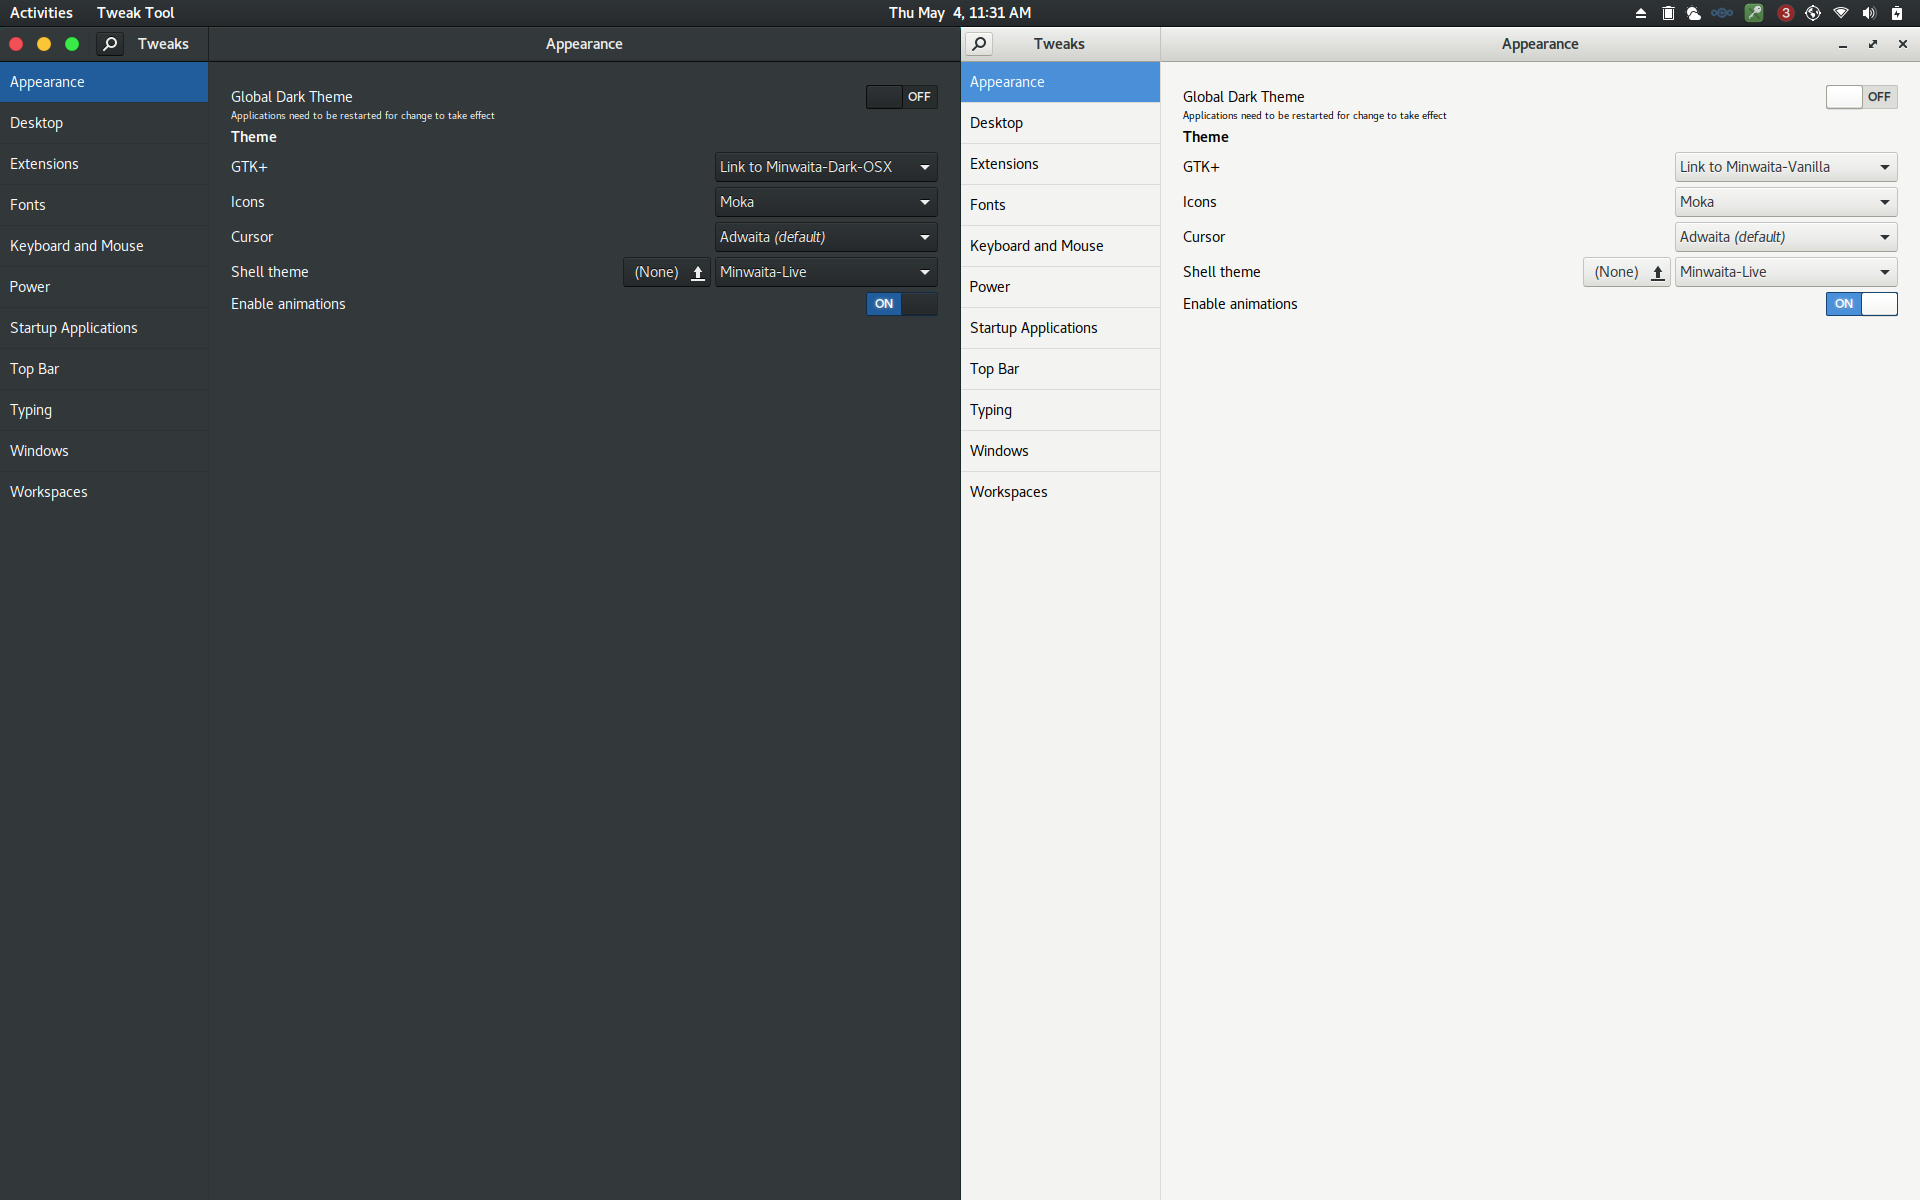 Activities Tweak Tool Thu May 4, 11:31 AM 3
Tweaks Appearance
Appearance
Desktop
Extensions
Fonts
Keyboard and Mouse
Power
Startup Applications
Top Bar
Typing
Windows
Workspaces
Global Dark Theme OFF
Applications need to be restarted for change to take effect
Theme
GTK+ Link to Minwaita-Dark-OSX
Icons Moka
Cursor Adwaita (default)
Shell theme (None) Minwaita-Live
Enable animations ON
Tweaks Appearance
Appearance
Desktop
Extensions
Fonts
Keyboard and Mouse
Power
Startup Applications
Top Bar
Typing
Windows
Workspaces
Global Dark Theme OFF
Applications need to be restarted for change to take effect
Theme
GTK+ Link to Minwaita-Vanilla
Icons Moka
Cursor Adwaita (default)
Shell theme (None) Minwaita-Live
Enable animations ON